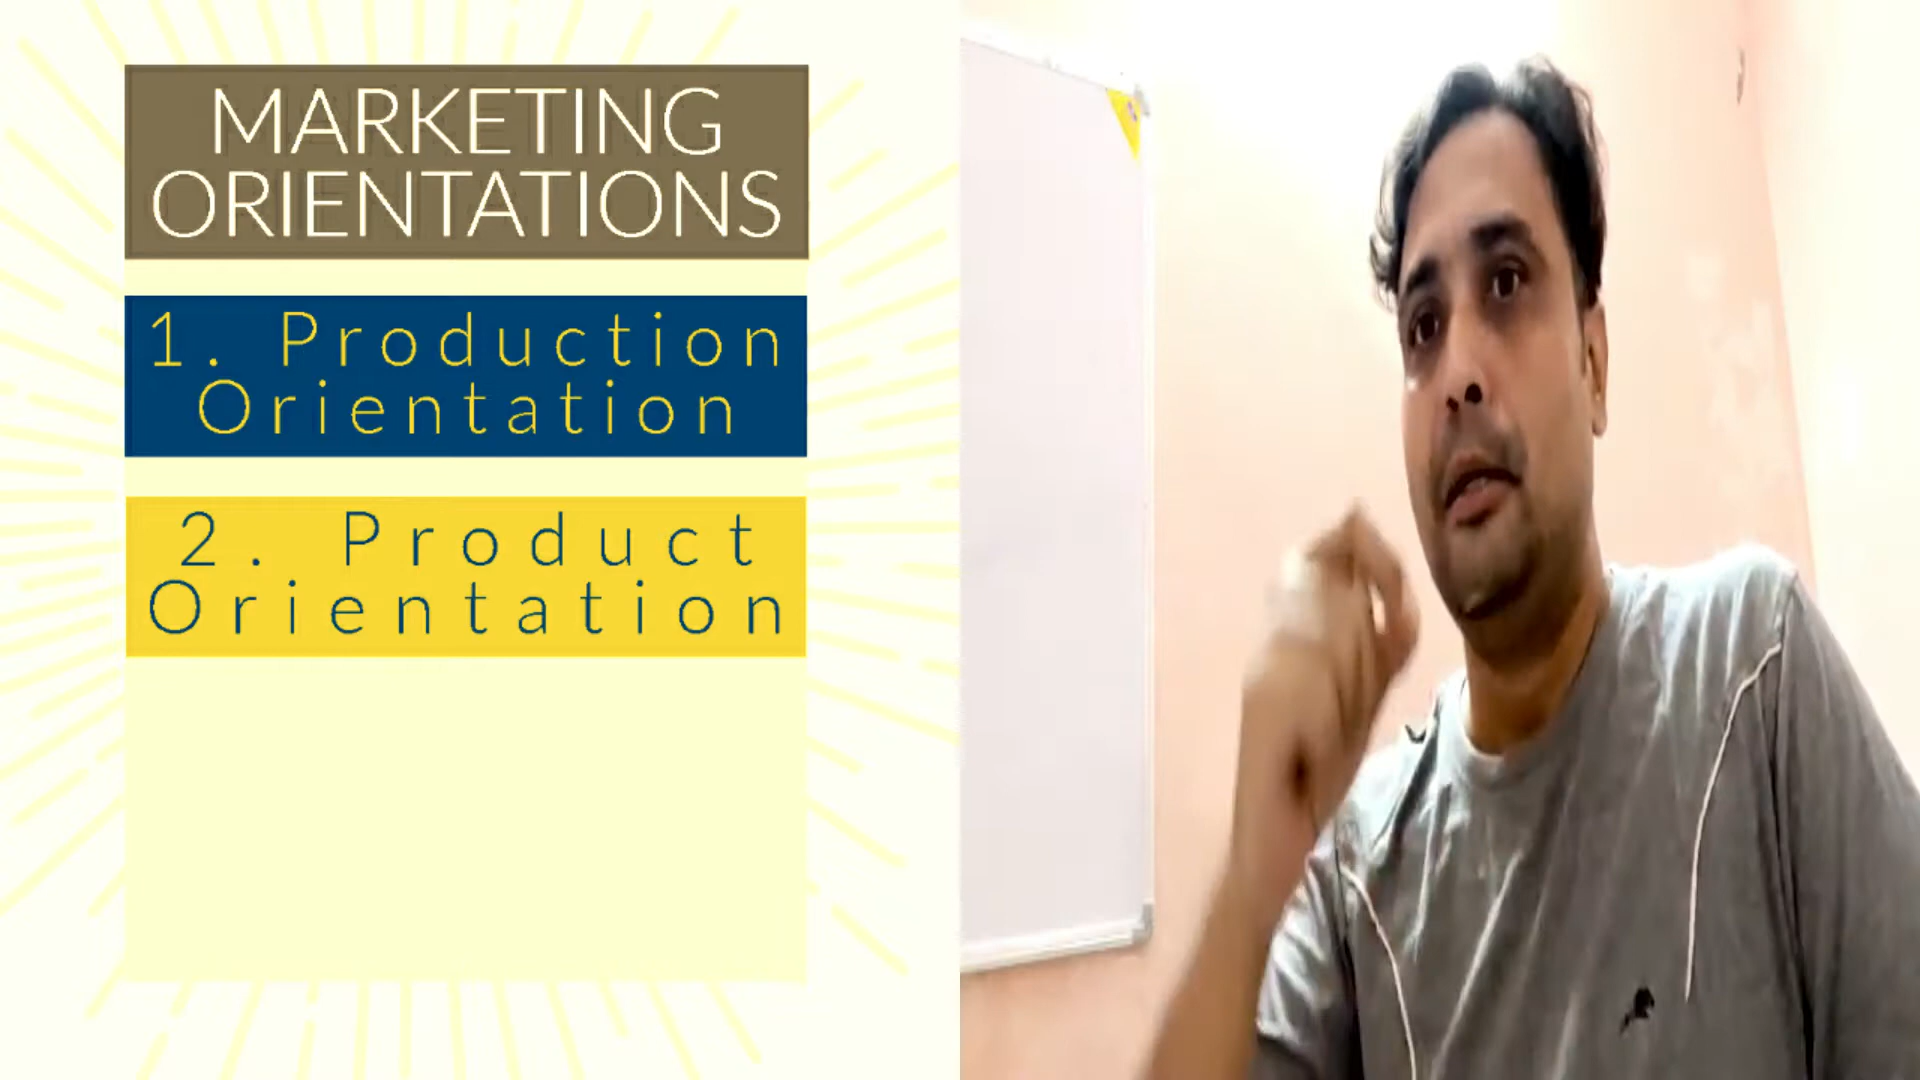 MARKETING
ORIENTATIONS
1. Production
Orientation
2. Product
Orientation